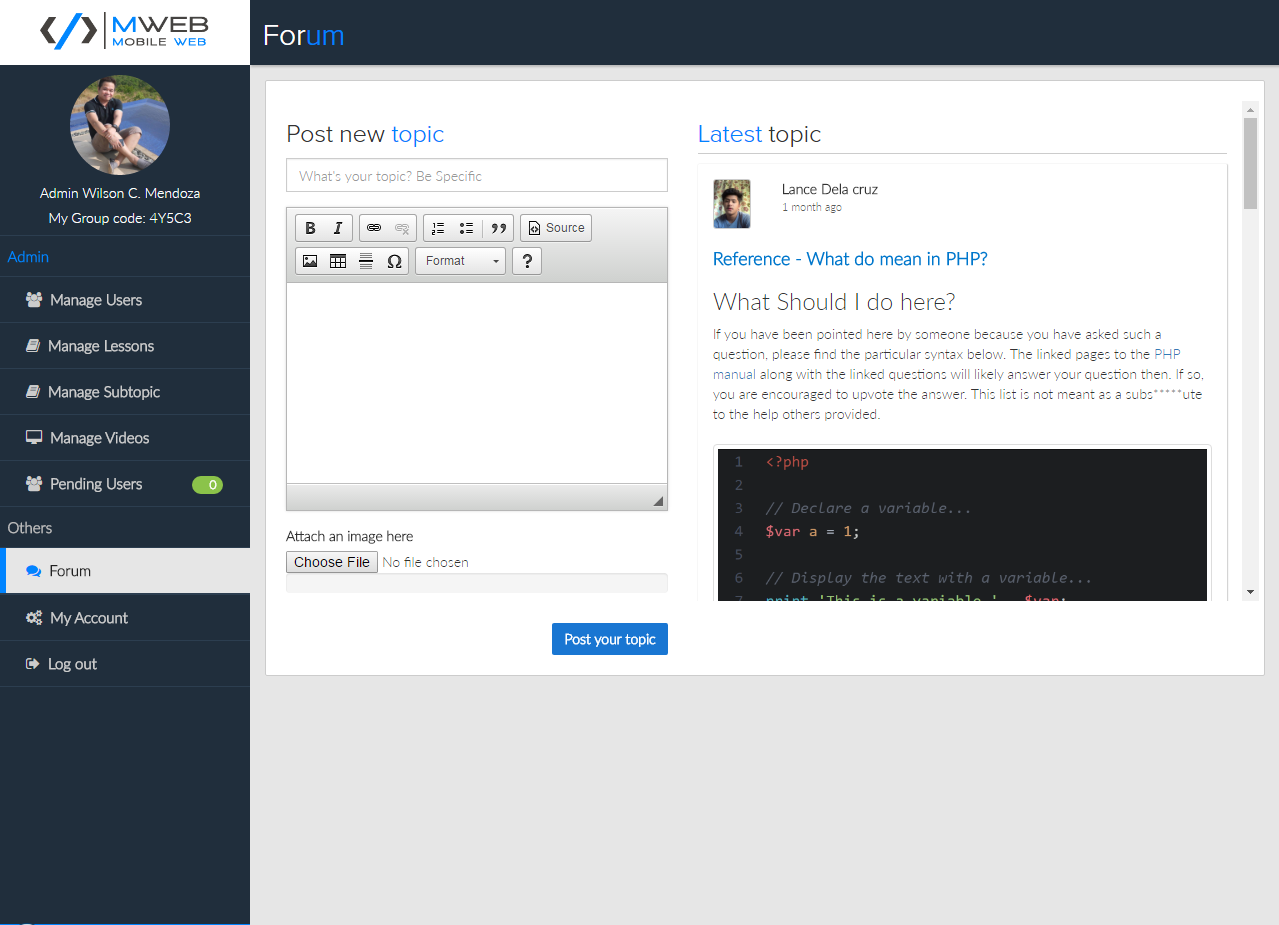 MWEB
MOBILE WEB
Forum
Admin Wilson C. Mendoza
My Group code: 4Y5C3
Admin
Manage Users
Manage Lessons
Manage Subtopic
Manage Videos
Pending Users 0
Others
Forum
My Account
Log out
Post new topic
What's your topic? Be Specific
B I Source
Ω Format ?
Attach an image here
Choose File No file chosen
Post your topic
Latest topic
Lance Dela cruz
1 month ago
Reference - What do mean in PHP?
What Should I do here?
If you have been pointed here by someone because you have asked such a
question, please find the particular syntax below. The linked pages to the PHP
manual along with the linked questions will likely answer your question then. If so,
you are encouraged to upvote the answer. This list is not meant as a subs*****ute
to the help others provided.
1 <?php
2
3 // Declare a variable...
4 $var a = 1;
5
6 // Display the text with a variable...
7 print 'This is a variable ' . $var;